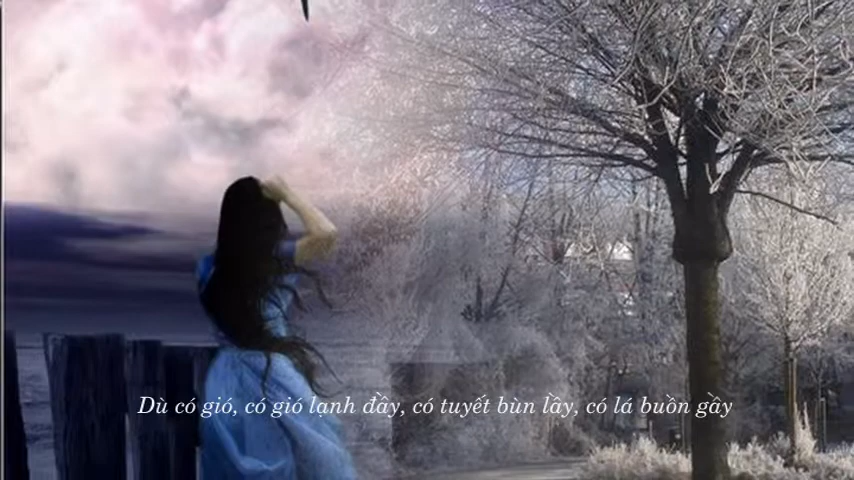 Dù có gió, có gió lạnh đầy, có tuyết bùn lầy, có lá buồn gầy